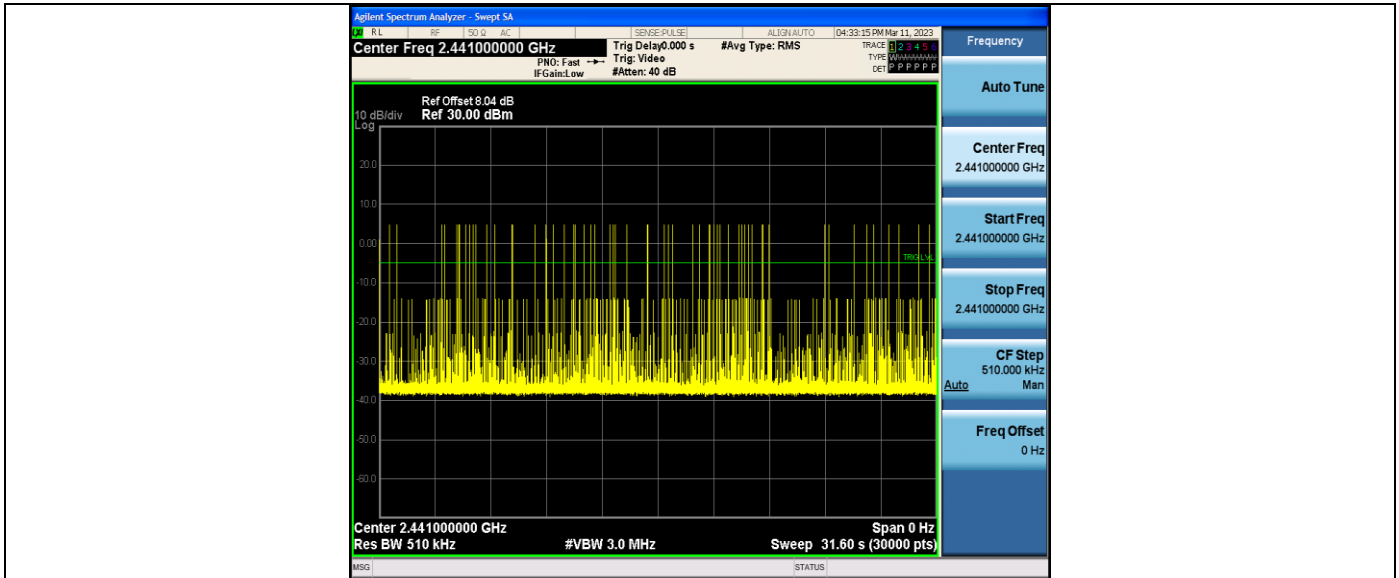 Agilent Spectrum Analyzer - Swept SA
RL RF 50 Ω AC SENSE:PULSE ALIGN AUTO 04:33:15 PM Mar 11, 2023
Center Freq 2.441000000 GHz
PNO: Fast
IFGain:Low
Trig Delay0.000 s
Trig: Video
#Atten: 40 dB
#Avg Type: RMS
TRACE 1 2 3 4 5 6
TYPE WWWWWW
DET P P P P P P
Ref Offset 8.04 dB
10 dB/div Ref 30.00 dBm
Log
20.0
10.0
0.00
TRIG LVL
-10.0
-20.0
-30.0
-40.0
-50.0
-60.0
Center 2.441000000 GHz Span 0 Hz
Res BW 510 kHz #VBW 3.0 MHz Sweep 31.60 s (30000 pts)
MSG STATUS
Frequency
Auto Tune
Center Freq
2.441000000 GHz
Start Freq
2.441000000 GHz
Stop Freq
2.441000000 GHz
CF Step
510.000 kHz
Auto Man
Freq Offset
0 Hz